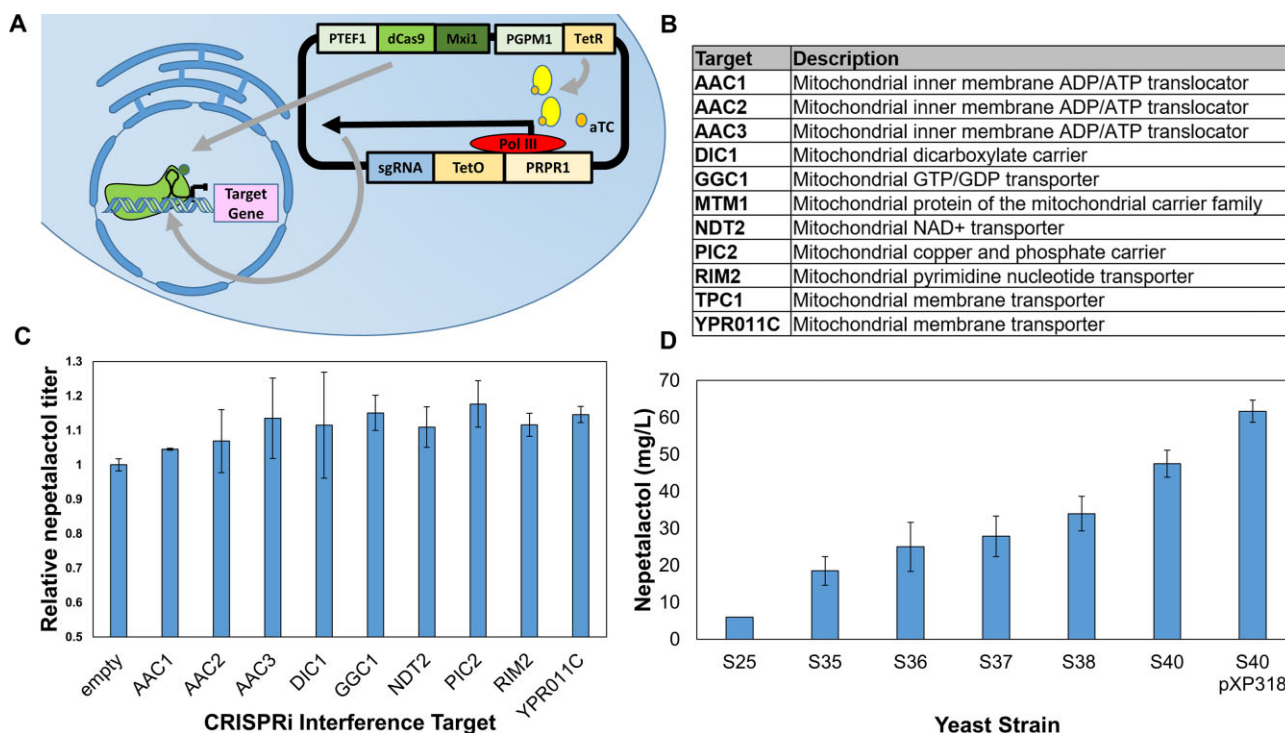 A
PTEF1 dCas9 Mxi1 PGPM1 TetR
aTC
Pol III
sgRNA TetO PRPR1
Target
Gene
B
Target Description
AAC1 Mitochondrial inner membrane ADP/ATP translocator
AAC2 Mitochondrial inner membrane ADP/ATP translocator
AAC3 Mitochondrial inner membrane ADP/ATP translocator
DIC1 Mitochondrial dicarboxylate carrier
GGC1 Mitochondrial GTP/GDP transporter
MTM1 Mitochondrial protein of the mitochondrial carrier family
NDT2 Mitochondrial NAD+ transporter
PIC2 Mitochondrial copper and phosphate carrier
RIM2 Mitochondrial pyrimidine nucleotide transporter
TPC1 Mitochondrial membrane transporter
YPR011C Mitochondrial membrane transporter
C
Relative nepetalactol titer
1.3
1.2
1.1
1
0.9
0.8
0.7
0.6
0.5
empty AAC1 AAC2 AAC3 DIC1 GGC1 NDT2 PIC2 RIM2 YPR011C
CRISPRi Interference Target
D
Nepetalactol (mg/L)
70
60
50
40
30
20
10
0
S25 S35 S36 S37 S38 S40 S40
pXP318
Yeast Strain